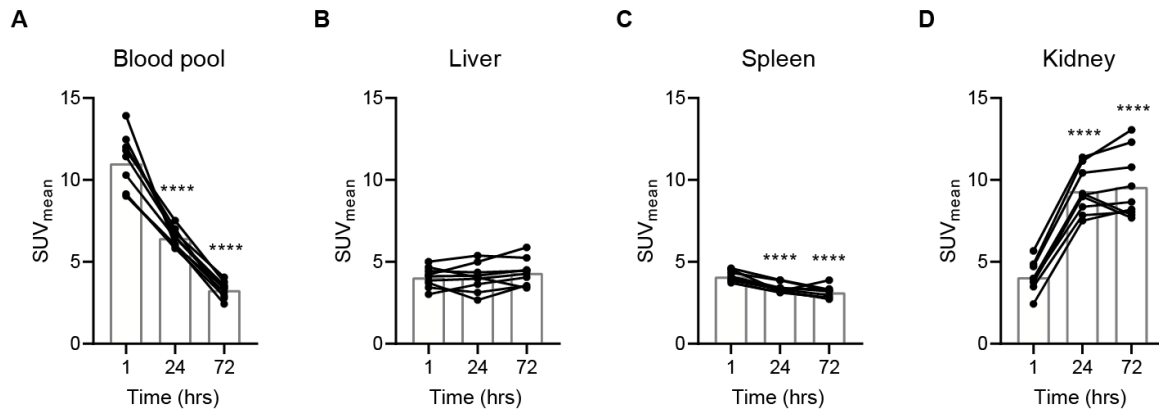 A
B
C
D
Blood pool
Liver
Spleen
Kidney
SUVmean
15
10
5
0
****
****
1
24
72
Time (hrs)
SUVmean
15
10
5
0
1
24
72
Time (hrs)
SUVmean
15
10
5
0
****
****
1
24
72
Time (hrs)
SUVmean
15
10
5
0
****
****
1
24
72
Time (hrs)